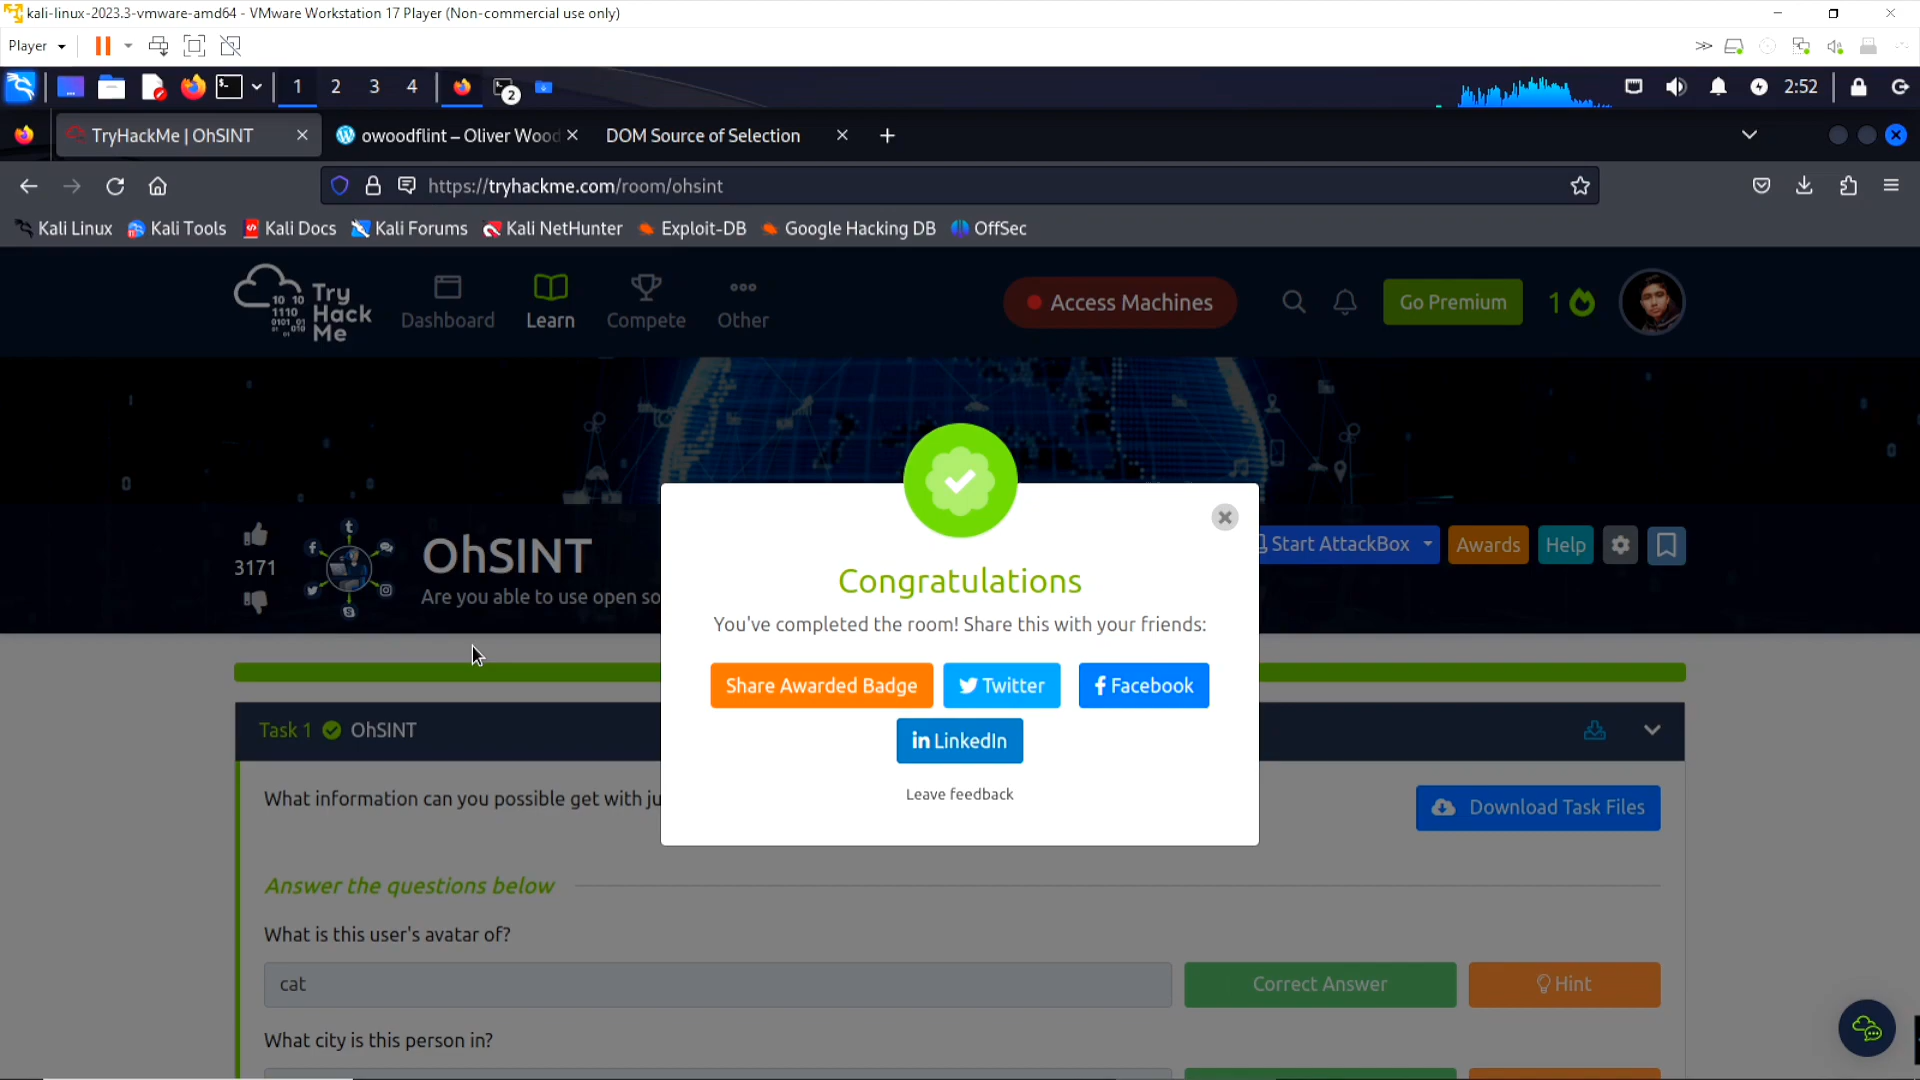 kali-linux-2023.3-vmware-amd64 - VMware Workstation 17 Player (Non-commercial use only)
Player
1 2 3 4 2 2:52
TryHackMe | OhSINT owoodflint – Oliver Wood DOM Source of Selection
https://tryhackme.com/room/ohsint
Kali Linux Kali Tools Kali Docs Kali Forums Kali NetHunter Exploit-DB Google Hacking DB OffSec
Try Hack Me
Dashboard Learn Compete Other Access Machines Go Premium 1
3171
OhSINT
Are you able to use open so
Start AttackBox Awards Help
Congratulations
You've completed the room! Share this with your friends:
Share Awarded Badge Twitter Facebook
in LinkedIn
Leave feedback
Task 1 OhSINT
What information can you possible get with ju
Download Task Files
Answer the questions below
What is this user's avatar of?
cat Correct Answer Hint
What city is this person in?